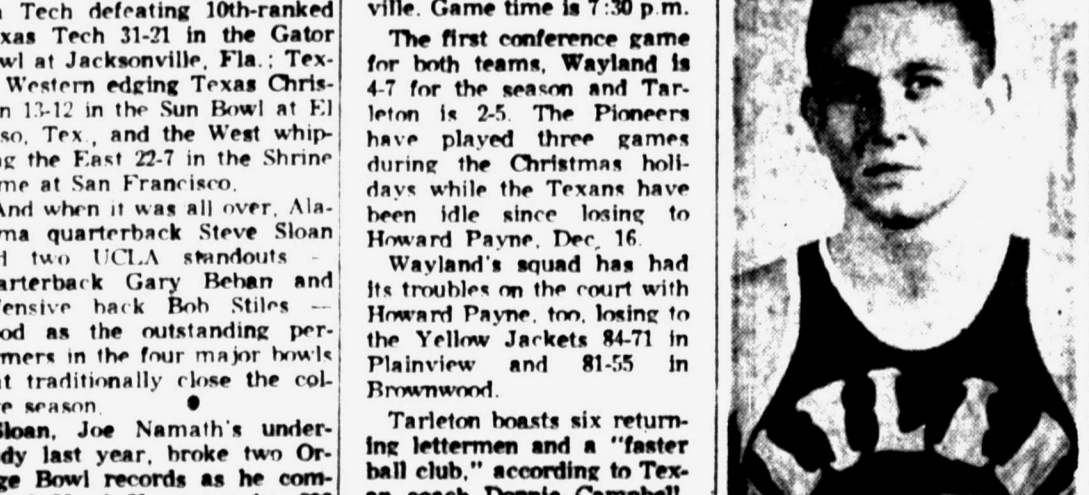 Tech defeating 10th-ranked
xas Tech 31-21 in the Gator
wl at Jacksonville, Fla.; Tex-
Western edging Texas Chris-
n 13-12 in the Sun Bowl at El
so, Tex., and the West whip-
g the East 22-7 in the Shrine
me at San Francisco.
And when it was all over, Ala-
ma quarterback Steve Sloan
d two UCLA standouts -
arterback Gary Behan and
ensive back Bob Stiles —
od as the outstanding per-
mers in the four major bowls
t traditionally close the col-
e season.
Sloan, Joe Namath's under-
dy last year, broke two Or-
ge Bowl records as he com-
ville. Game time is 7:30 p.m.
The first conference game
for both teams, Wayland is
4-7 for the season and Tar-
leton is 2-5. The Pioneers
have played three games
during the Christmas holi-
days while the Texans have
been idle since losing to
Howard Payne, Dec. 16.
Wayland's squad has had
its troubles on the court with
Howard Payne, too, losing to
the Yellow Jackets 84-71 in
Plainview and 81-55 in
Brownwood.
Tarleton boasts six return-
ing lettermen and a "faster
ball club," according to Tex-
an coach Donnie Campbell.